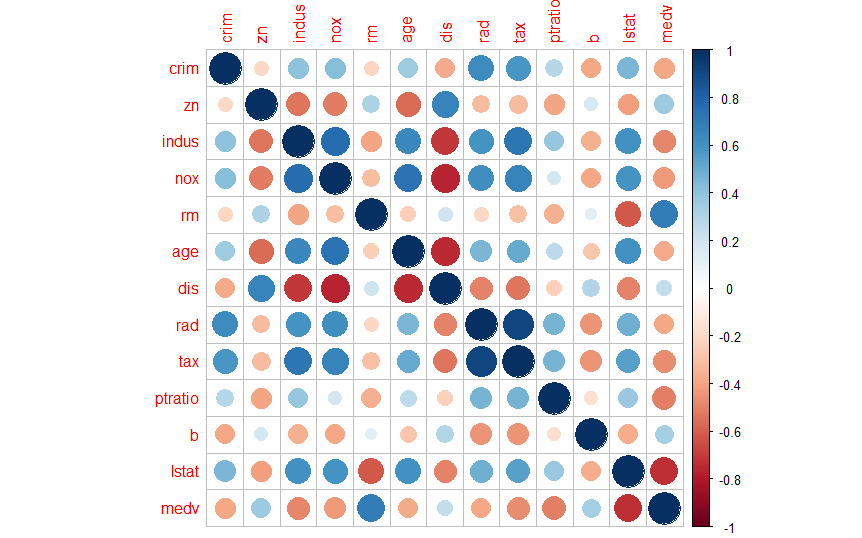 crim zn indus nox rm age dis rad tax ptratio b lstat medv
crim
zn
indus
nox
rm
age
dis
rad
tax
ptratio
b
lstat
medv
1
0.8
0.6
0.4
0.2
0
-0.2
-0.4
-0.6
-0.8
-1